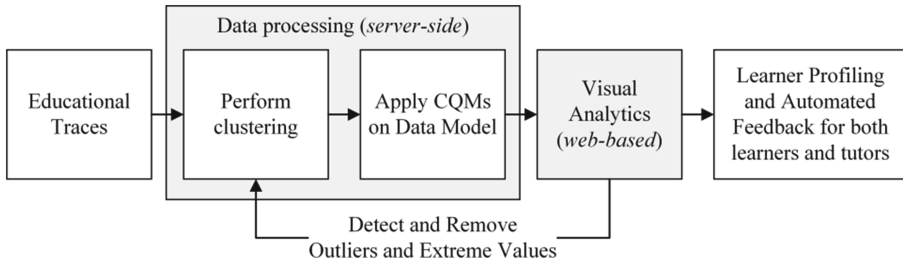 Data processing (server-side)
Educational
Traces
Perform
clustering
Apply CQMs
on Data Model
Visual
Analytics
(web-based)
Learner Profiling
and Automated
Feedback for both
learners and tutors
Detect and Remove
Outliers and Extreme Values